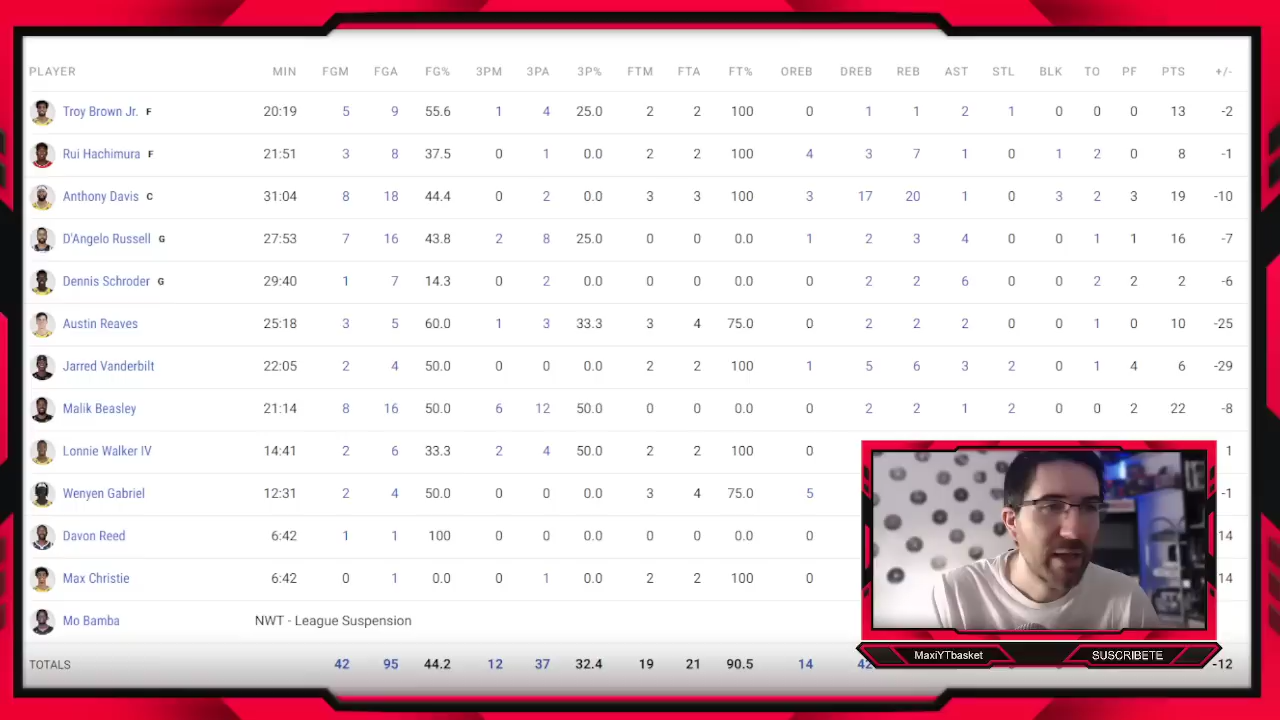 PLAYER MIN FGM FGA FG% 3PM 3PA 3P% FTM FTA FT% OREB DREB REB AST STL BLK TO PF PTS +/-
Troy Brown Jr. F 20:19 5 9 55.6 1 4 25.0 2 2 100 0 1 1 2 1 0 0 0 13 -2
Rui Hachimura F 21:51 3 8 37.5 0 1 0.0 2 2 100 4 3 7 1 0 1 2 0 8 -1
Anthony Davis C 31:04 8 18 44.4 0 2 0.0 3 3 100 3 17 20 1 0 3 2 3 19 -10
D'Angelo Russell G 27:53 7 16 43.8 2 8 25.0 0 0 0.0 1 2 3 4 0 0 1 1 16 -7
Dennis Schroder G 29:40 1 7 14.3 0 2 0.0 0 0 0.0 0 2 2 6 0 0 2 2 2 -6
Austin Reaves 25:18 3 5 60.0 1 3 33.3 3 4 75.0 0 2 2 2 0 0 1 0 10 -25
Jarred Vanderbilt 22:05 2 4 50.0 0 0 0.0 2 2 100 1 5 6 3 2 0 1 4 6 -29
Malik Beasley 21:14 8 16 50.0 6 12 50.0 0 0 0.0 0 2 2 1 2 0 0 2 22 -8
Lonnie Walker IV 14:41 2 6 33.3 2 4 50.0 2 2 100 0 1
Wenyen Gabriel 12:31 2 4 50.0 0 0 0.0 3 4 75.0 5 -1
Davon Reed 6:42 1 1 100 0 0 0.0 0 0 0.0 0 14
Max Christie 6:42 0 1 0.0 0 1 0.0 2 2 100 0 14
Mo Bamba NWT - League Suspension
TOTALS 42 95 44.2 12 37 32.4 19 21 90.5 14 42 -12
MaxiYTbasket SUSCRIBETE